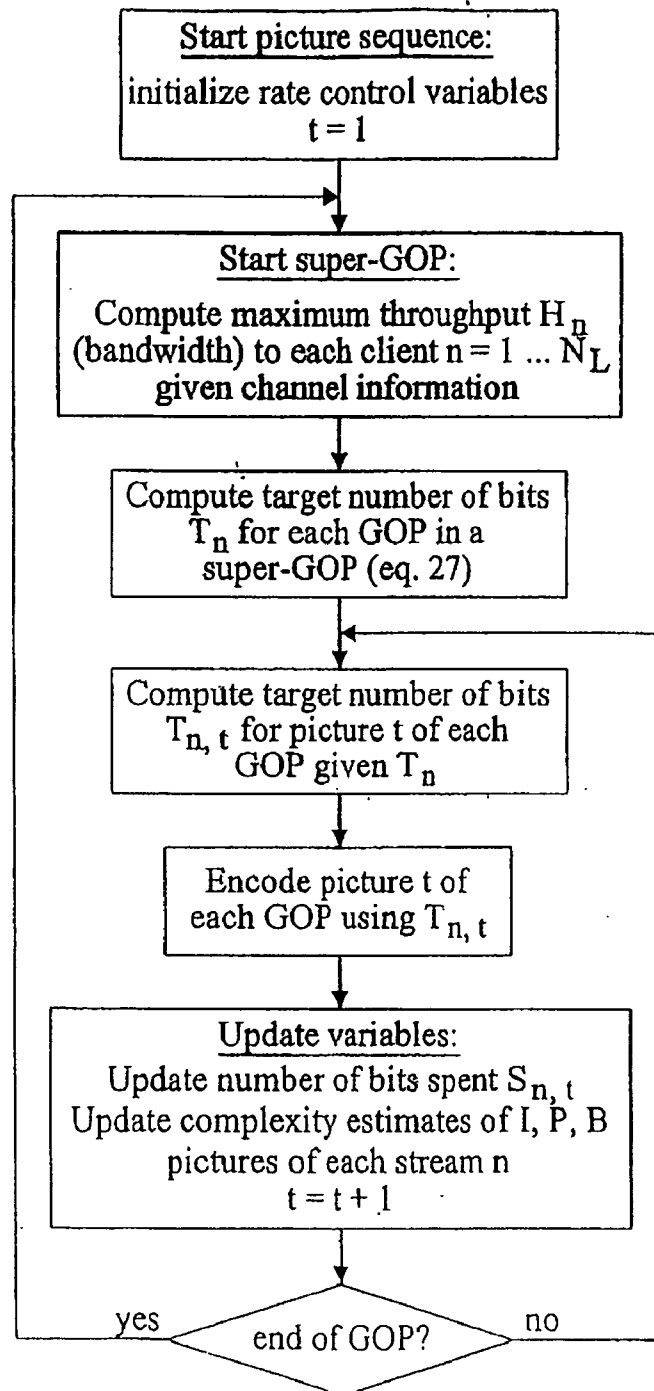 Start picture sequence:
initialize rate control variables
t = 1
Start super-GOP:
Compute maximum throughput H_n
(bandwidth) to each client n = 1 ... N_L
given channel information
Compute target number of bits
T_n for each GOP in a
super-GOP (eq. 27)
Compute target number of bits
T_n, t for picture t of each
GOP given T_n
Encode picture t of
each GOP using T_n, t
Update variables:
Update number of bits spent S_n, t
Update complexity estimates of I, P, B
pictures of each stream n
t = t + 1
yes
end of GOP?
no